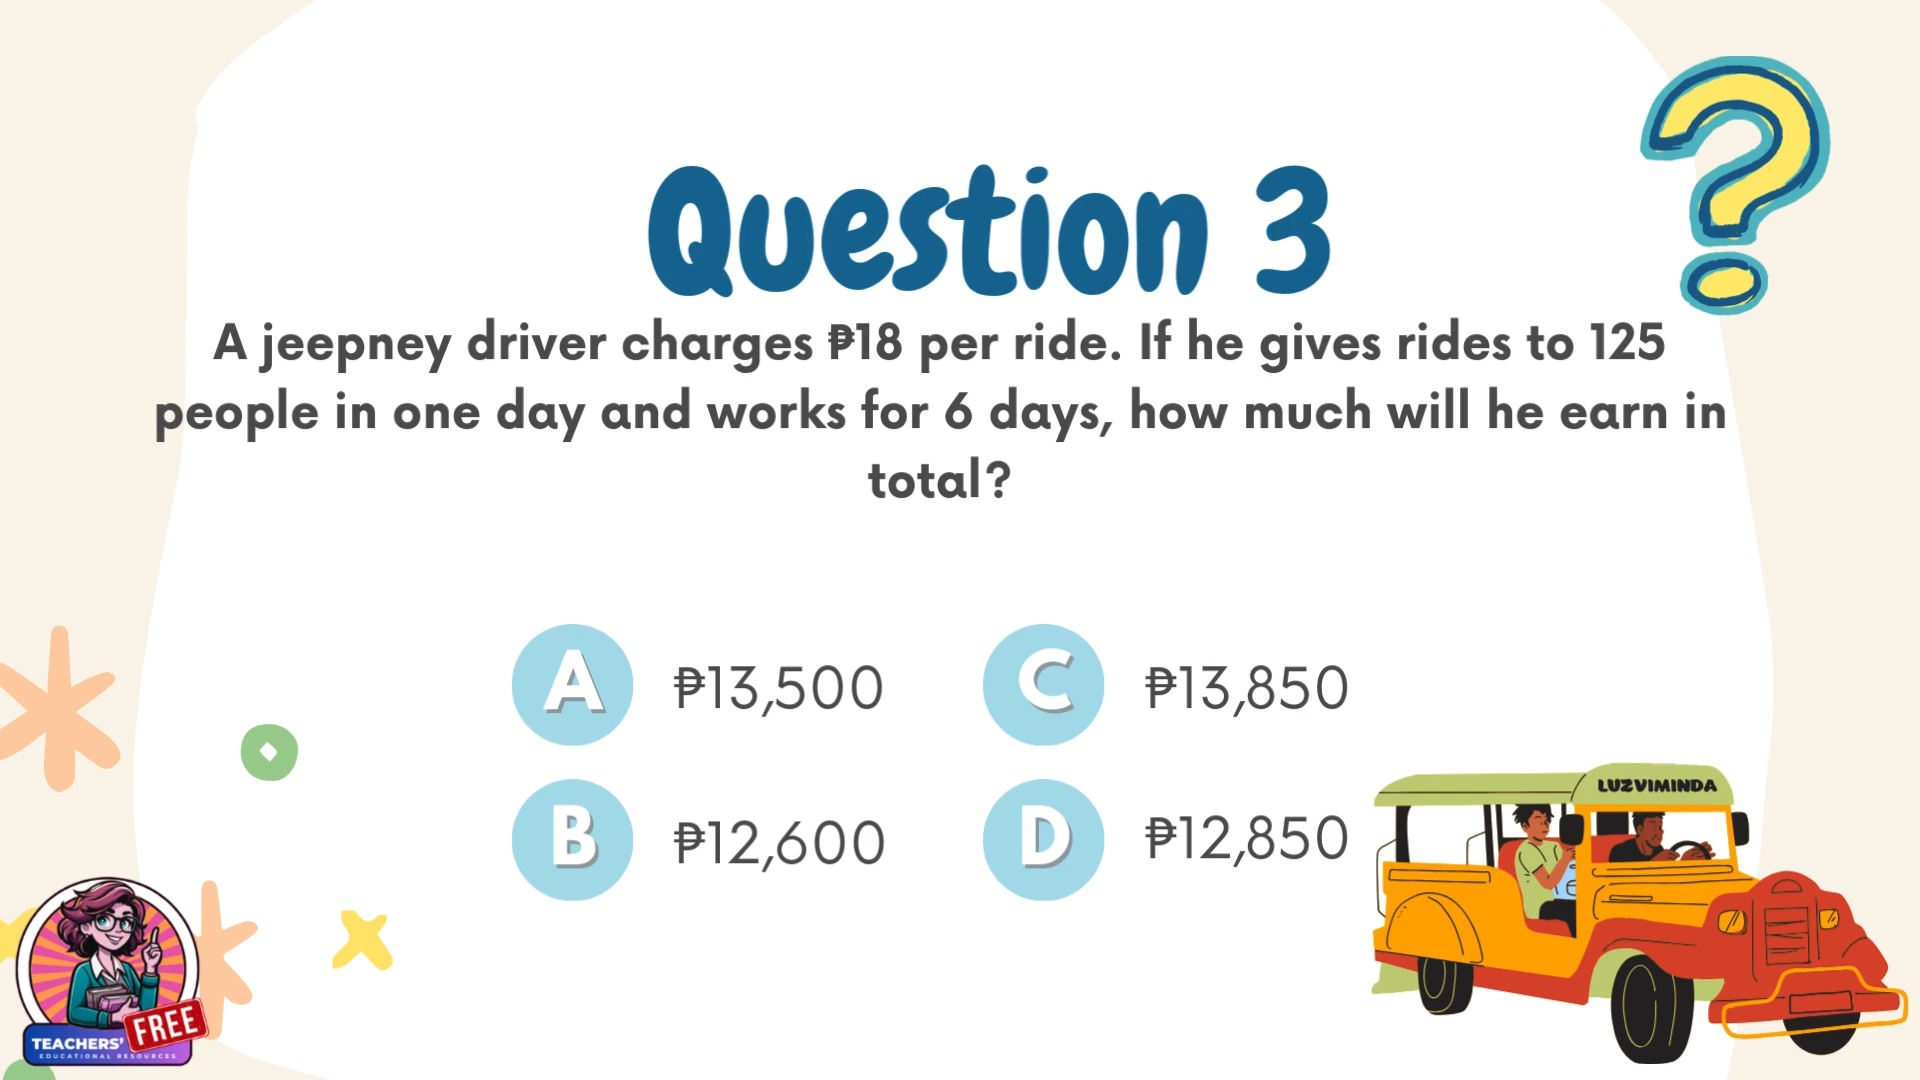 Question 3
A jeepney driver charges ₱18 per ride. If he gives rides to 125
people in one day and works for 6 days, how much will he earn in
total?
A ₱13,500
C ₱13,850
B ₱12,600
D ₱12,850
LUZVIMINDA
FREE
TEACHERS'
EDUCATIONAL RESOURCES